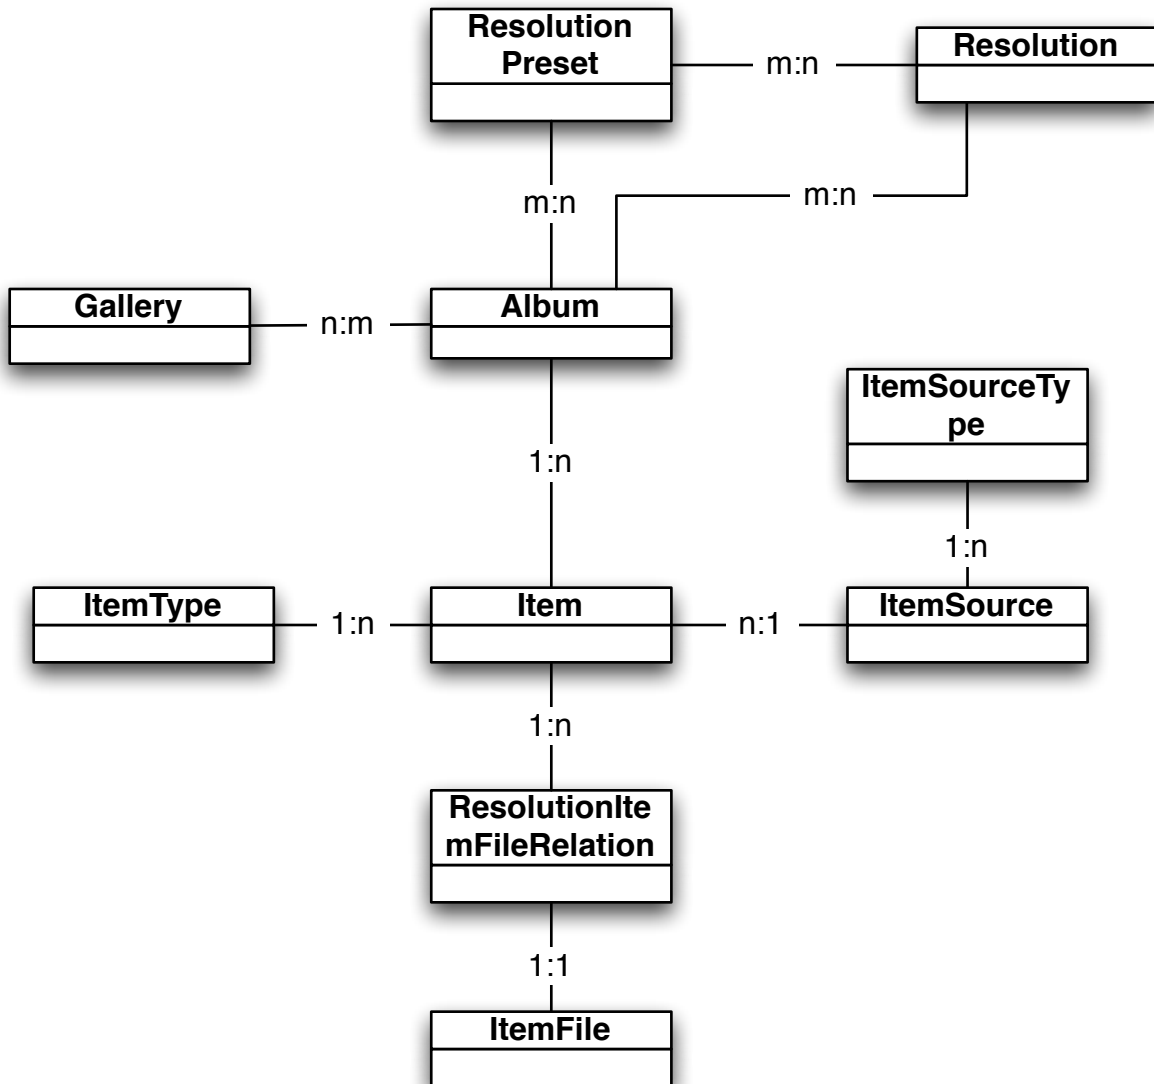 Resolution
Preset
m:n
Resolution
m:n
m:n
Gallery
n:m
Album
ItemSourceTy
pe
1:n
1:n
ItemType
1:n
Item
n:1
ItemSource
1:n
ResolutionIte
mFileRelation
1:1
ItemFile